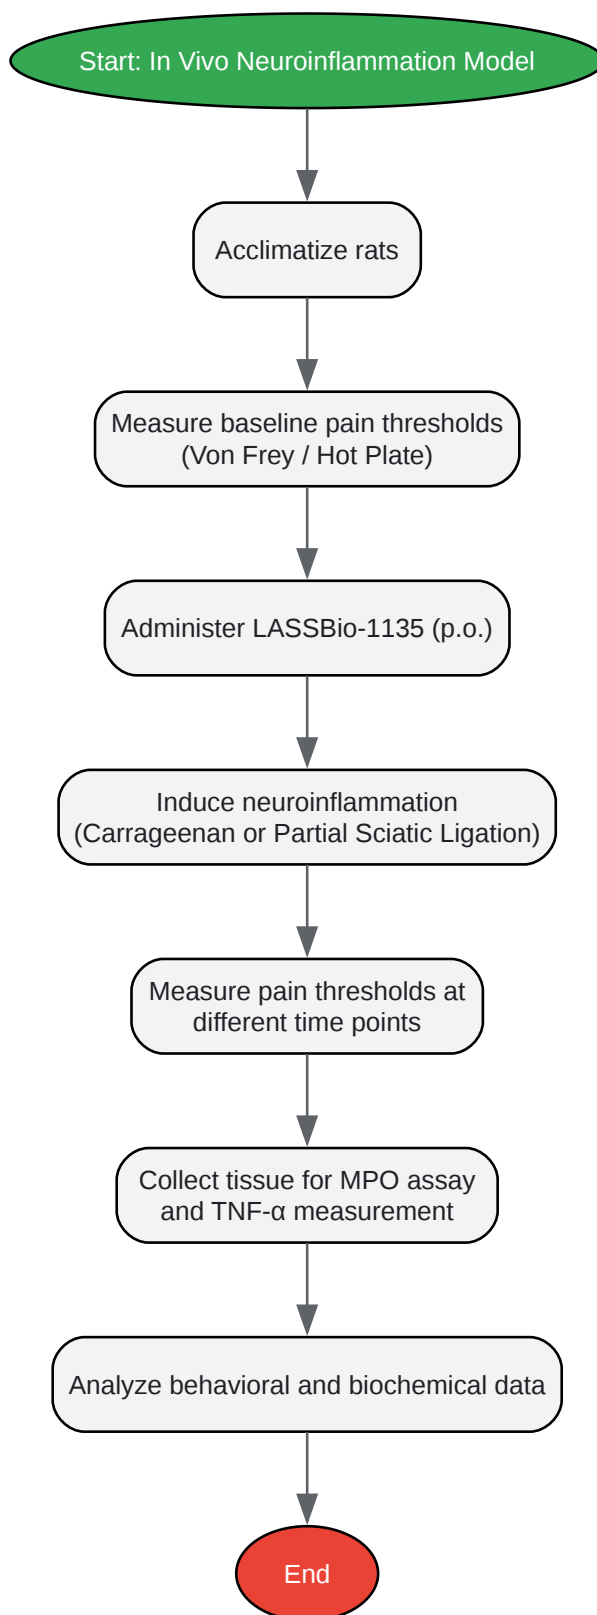 Start: In Vivo Neuroinflammation Model
Acclimatize rats
Measure baseline pain thresholds
(Von Frey / Hot Plate)
Administer LASSBio-1135 (p.o.)
Induce neuroinflammation
(Carrageenan or Partial Sciatic Ligation)
Measure pain thresholds at
different time points
Collect tissue for MPO assay
and TNF-α measurement
Analyze behavioral and biochemical data
End